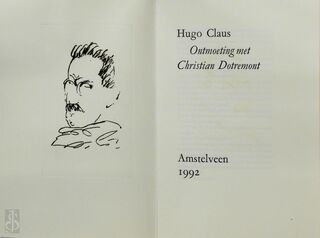 Hugo Claus
Ontmoeting met
Christian Dotremont
Amstelveen
1992